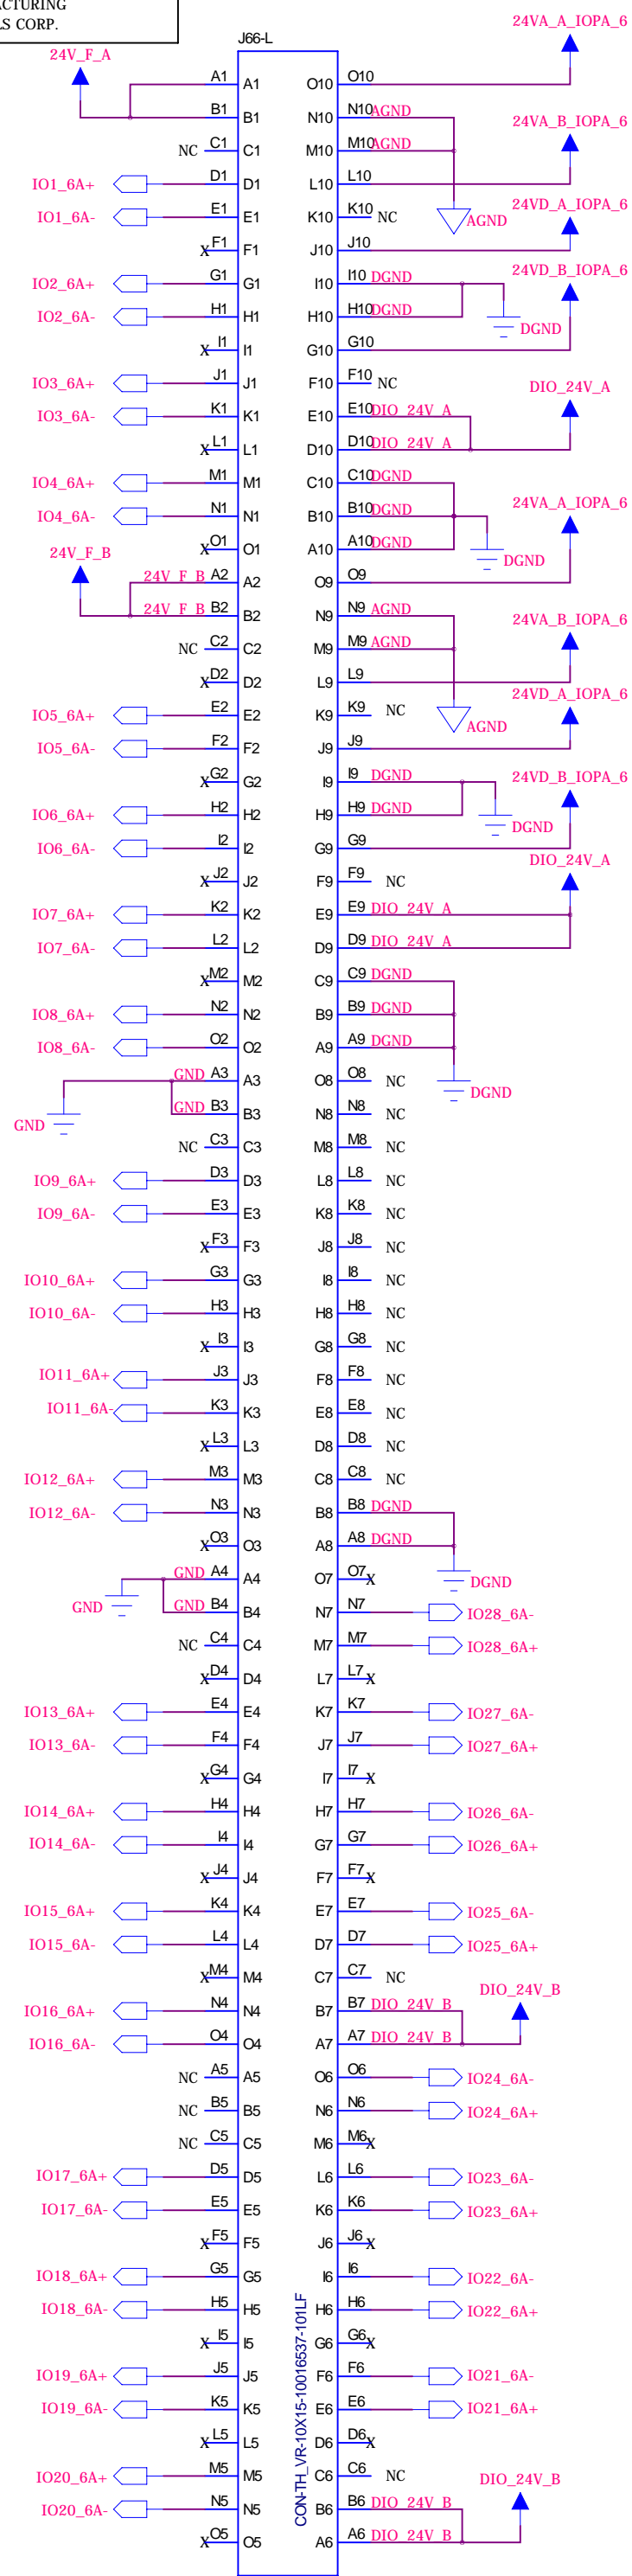 ACTURING
LS CORP.
J66-L
24V_F_A
24VA_A_IOPA_6
A1 A1 O10 O10
B1 B1 N10 N10 AGND
24VA_B_IOPA_6
NC C1 C1 M10 M10 AGND
IO1_6A+ D1 D1 L10 L10
24VD_A_IOPA_6
IO1_6A- E1 E1 K10 K10 NC AGND
X F1 F1 J10 J10
24VD_B_IOPA_6
IO2_6A+ G1 G1 I10 I10 DGND
IO2_6A- H1 H1 H10 H10 DGND DGND
X I1 I1 G10 G10
IO3_6A+ J1 J1 F10 F10 NC DIO_24V_A
IO3_6A- K1 K1 E10 E10 DIO_24V_A
X L1 L1 D10 D10 DIO_24V_A
IO4_6A+ M1 M1 C10 C10 DGND
24VA_A_IOPA_6
IO4_6A- N1 N1 B10 B10 DGND
X O1 O1 A10 A10 DGND DGND
24V_F_B
24V_F_B A2 A2 O9 O9
24V_F_B B2 B2 N9 N9 AGND 24VA_B_IOPA_6
NC C2 C2 M9 M9 AGND
X D2 D2 L9 L9
24VD_A_IOPA_6
IO5_6A+ E2 E2 K9 K9 NC AGND
IO5_6A- F2 F2 J9 J9
X G2 G2 I9 I9 DGND 24VD_B_IOPA_6
IO6_6A+ H2 H2 H9 H9 DGND DGND
IO6_6A- I2 I2 G9 G9
DIO_24V_A
X J2 J2 F9 F9 NC
IO7_6A+ K2 K2 E9 E9 DIO_24V_A
IO7_6A- L2 L2 D9 D9 DIO_24V_A
X M2 M2 C9 C9 DGND
IO8_6A+ N2 N2 B9 B9 DGND
IO8_6A- O2 O2 A9 A9 DGND
GND A3 A3 O8 O8 NC DGND
GND GND B3 B3 N8 N8 NC
NC C3 C3 M8 M8 NC
IO9_6A+ D3 D3 L8 L8 NC
IO9_6A- E3 E3 K8 K8 NC
X F3 F3 J8 J8 NC
IO10_6A+ G3 G3 I8 I8 NC
IO10_6A- H3 H3 H8 H8 NC
X I3 I3 G8 G8 NC
IO11_6A+ J3 J3 F8 F8 NC
IO11_6A- K3 K3 E8 E8 NC
X L3 L3 D8 D8 NC
IO12_6A+ M3 M3 C8 C8 NC
IO12_6A- N3 N3 B8 B8 DGND
X O3 O3 A8 A8 DGND
GND A4 A4 O7 O7 X DGND
GND GND B4 B4 N7 N7 IO28_6A-
NC C4 C4 M7 M7 IO28_6A+
X D4 D4 L7 L7 X
IO13_6A+ E4 E4 K7 K7 IO27_6A-
IO13_6A- F4 F4 J7 J7 IO27_6A+
X G4 G4 I7 I7 X
IO14_6A+ H4 H4 H7 H7 IO26_6A-
IO14_6A- I4 I4 G7 G7 IO26_6A+
X J4 J4 F7 F7 X
IO15_6A+ K4 K4 E7 E7 IO25_6A-
IO15_6A- L4 L4 D7 D7 IO25_6A+
X M4 M4 C7 C7 NC
DIO_24V_B
IO16_6A+ N4 N4 B7 B7 DIO_24V_B
IO16_6A- O4 O4 A7 A7 DIO_24V_B
NC A5 A5 O6 O6 IO24_6A-
NC B5 B5 N6 N6 IO24_6A+
NC C5 C5 M6 M6 X
IO17_6A+ D5 D5 L6 L6 IO23_6A-
IO17_6A- E5 E5 K6 K6 IO23_6A+
X F5 F5 J6 J6 X
IO18_6A+ G5 G5 I6 I6 IO22_6A-
IO18_6A- H5 H5 H6 H6 IO22_6A+
X I5 I5 G6 G6 X
IO19_6A+ J5 J5 F6 F6 IO21_6A-
IO19_6A- K5 K5 E6 E6 IO21_6A+
X L5 L5 D6 D6 X
IO20_6A+ M5 M5 C6 C6 NC DIO_24V_B
IO20_6A- N5 N5 B6 B6 DIO_24V_B
X O5 O5 A6 A6 DIO_24V_B
CON-TH_VR-10X15-10016537-101LF